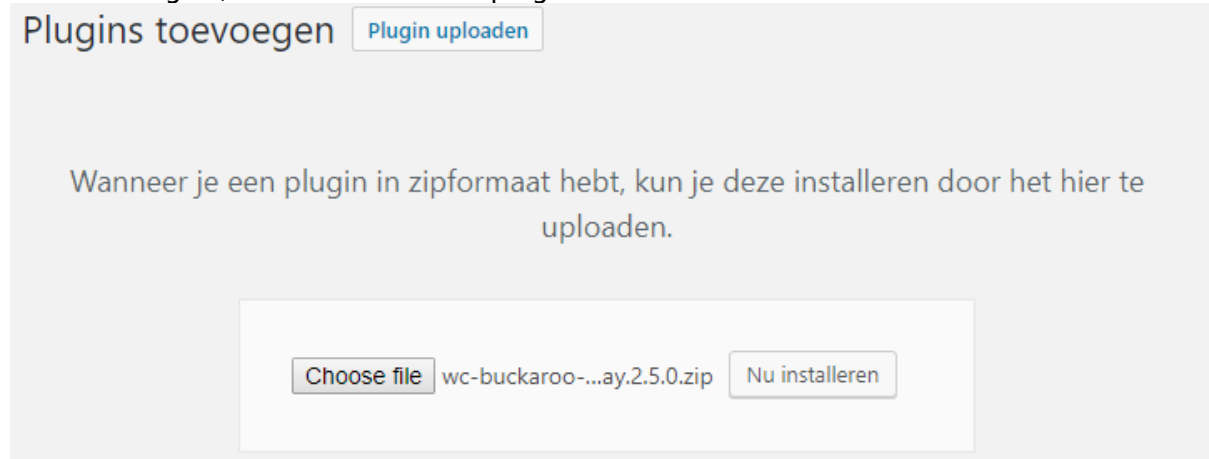 Plugins toevoegen Plugin uploaden
Wanneer je een plugin in zipformaat hebt, kun je deze installeren door het hier te
uploaden.
Choose file wc-buckaroo-...ay.2.5.0.zip Nu installeren